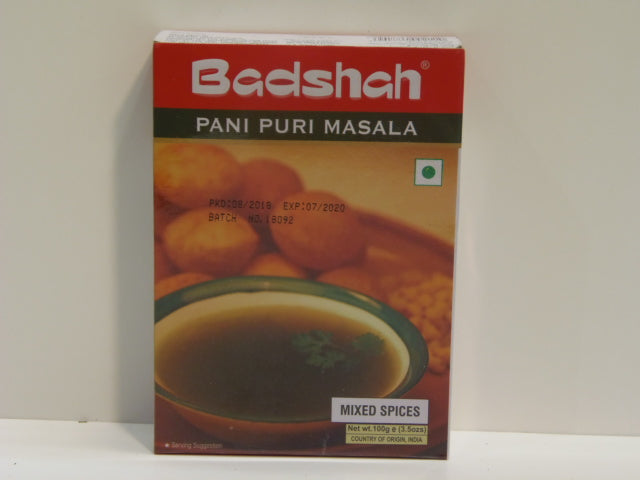 Badshah®
PANI PURI MASALA
PKD:08/2018 EXP:07/2020
BATCH NO.18092
MIXED SPICES
Net wt.100g e (3.5ozs)
COUNTRY OF ORIGIN, INDIA
★ Serving Suggestion